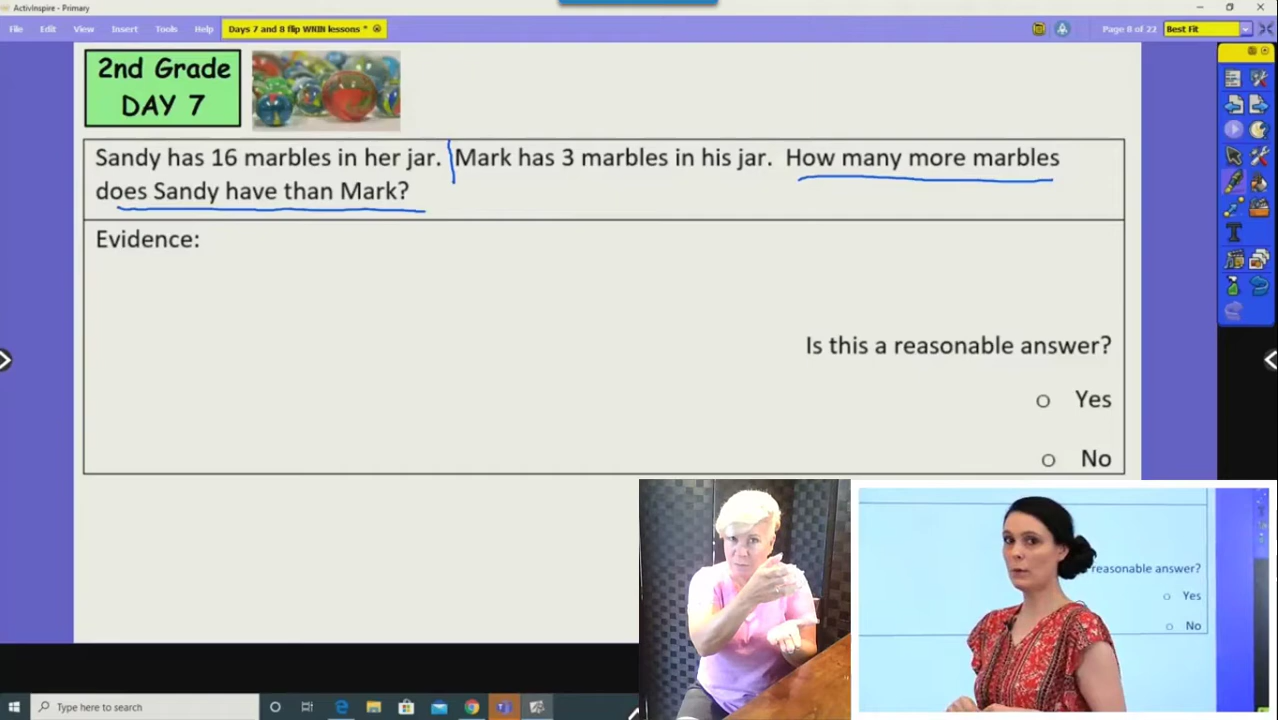 ActivInspire - Primary
File Edit View Insert Tools Help Days 7 and 8 flip WNIN lessons * Page 8 of 22 Best Fit
2nd Grade
DAY 7
Sandy has 16 marbles in her jar. Mark has 3 marbles in his jar. How many more marbles
does Sandy have than Mark?
Evidence:
Is this a reasonable answer?
o Yes
o No
reasonable answer?
o Yes
o No
Type here to search